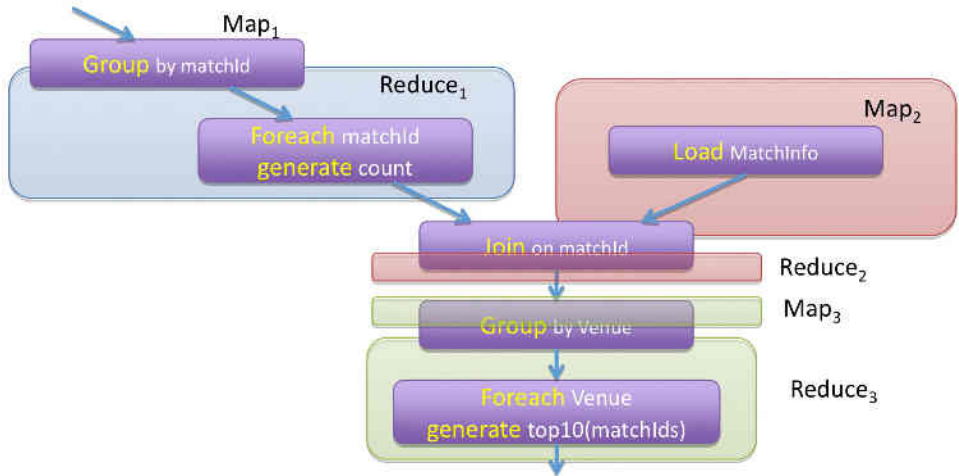 Map₁
Group by matchId
Reduce₁
Foreach matchId
generate count
Map₂
Load MatchInfo
Join on matchId
Reduce₂
Map₃
Group by Venue
Reduce₃
Foreach Venue
generate top10(matchIds)